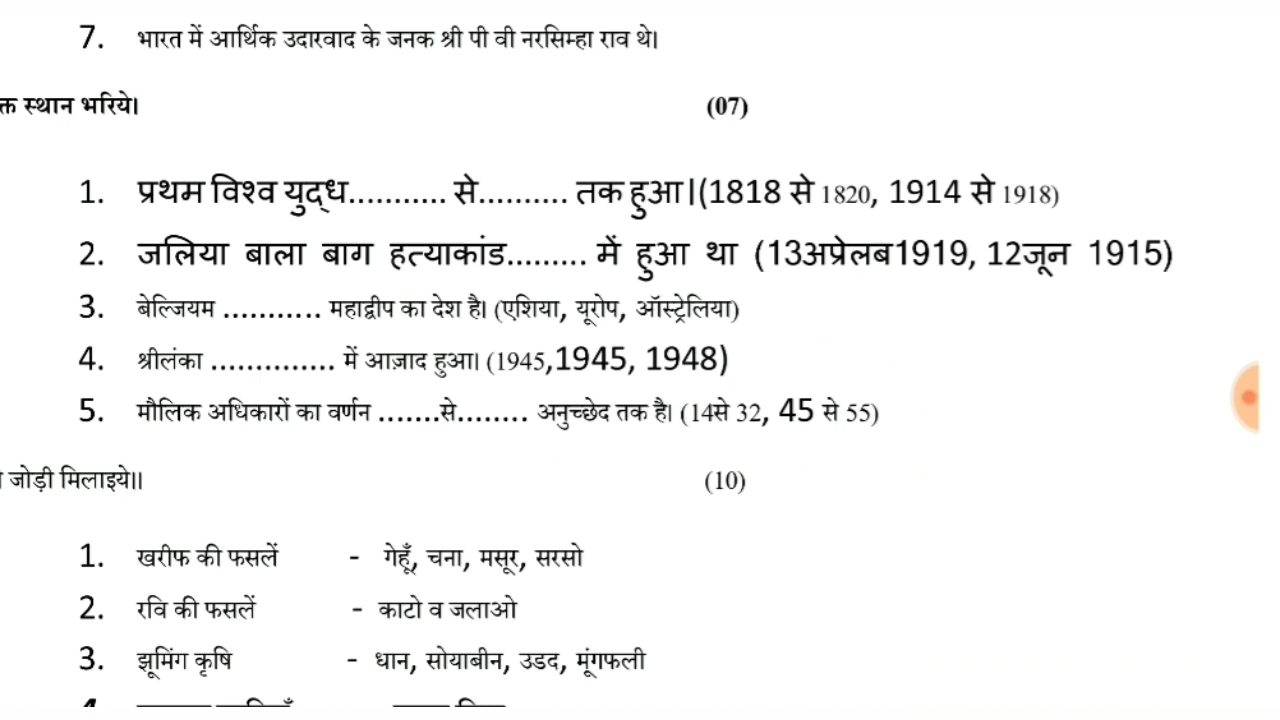 7. भारत में आर्थिक उदारवाद के जनक श्री पी वी नरसिम्हा राव थे।
क्त स्थान भरिये। (07)
1. प्रथम विश्व युद्ध........... से.......... तक हुआ।(1818 से 1820, 1914 से 1918)
2. जलिया बाला बाग हत्याकांड......... में हुआ था (13अप्रेलब1919, 12जून 1915)
3. बेल्जियम ........... महाद्वीप का देश है। (एशिया, यूरोप, ऑस्ट्रेलिया)
4. श्रीलंका .............. में आज़ाद हुआ। (1945,1945, 1948)
5. मौलिक अधिकारों का वर्णन .......से........ अनुच्छेद तक है। (14से 32, 45 से 55)
जोड़ी मिलाइये॥ (10)
1. खरीफ की फसलें - गेहूँ, चना, मसूर, सरसो
2. रवि की फसलें - काटो व जलाओ
3. झूमिंग कृषि - धान, सोयाबीन, उडद, मूंगफली